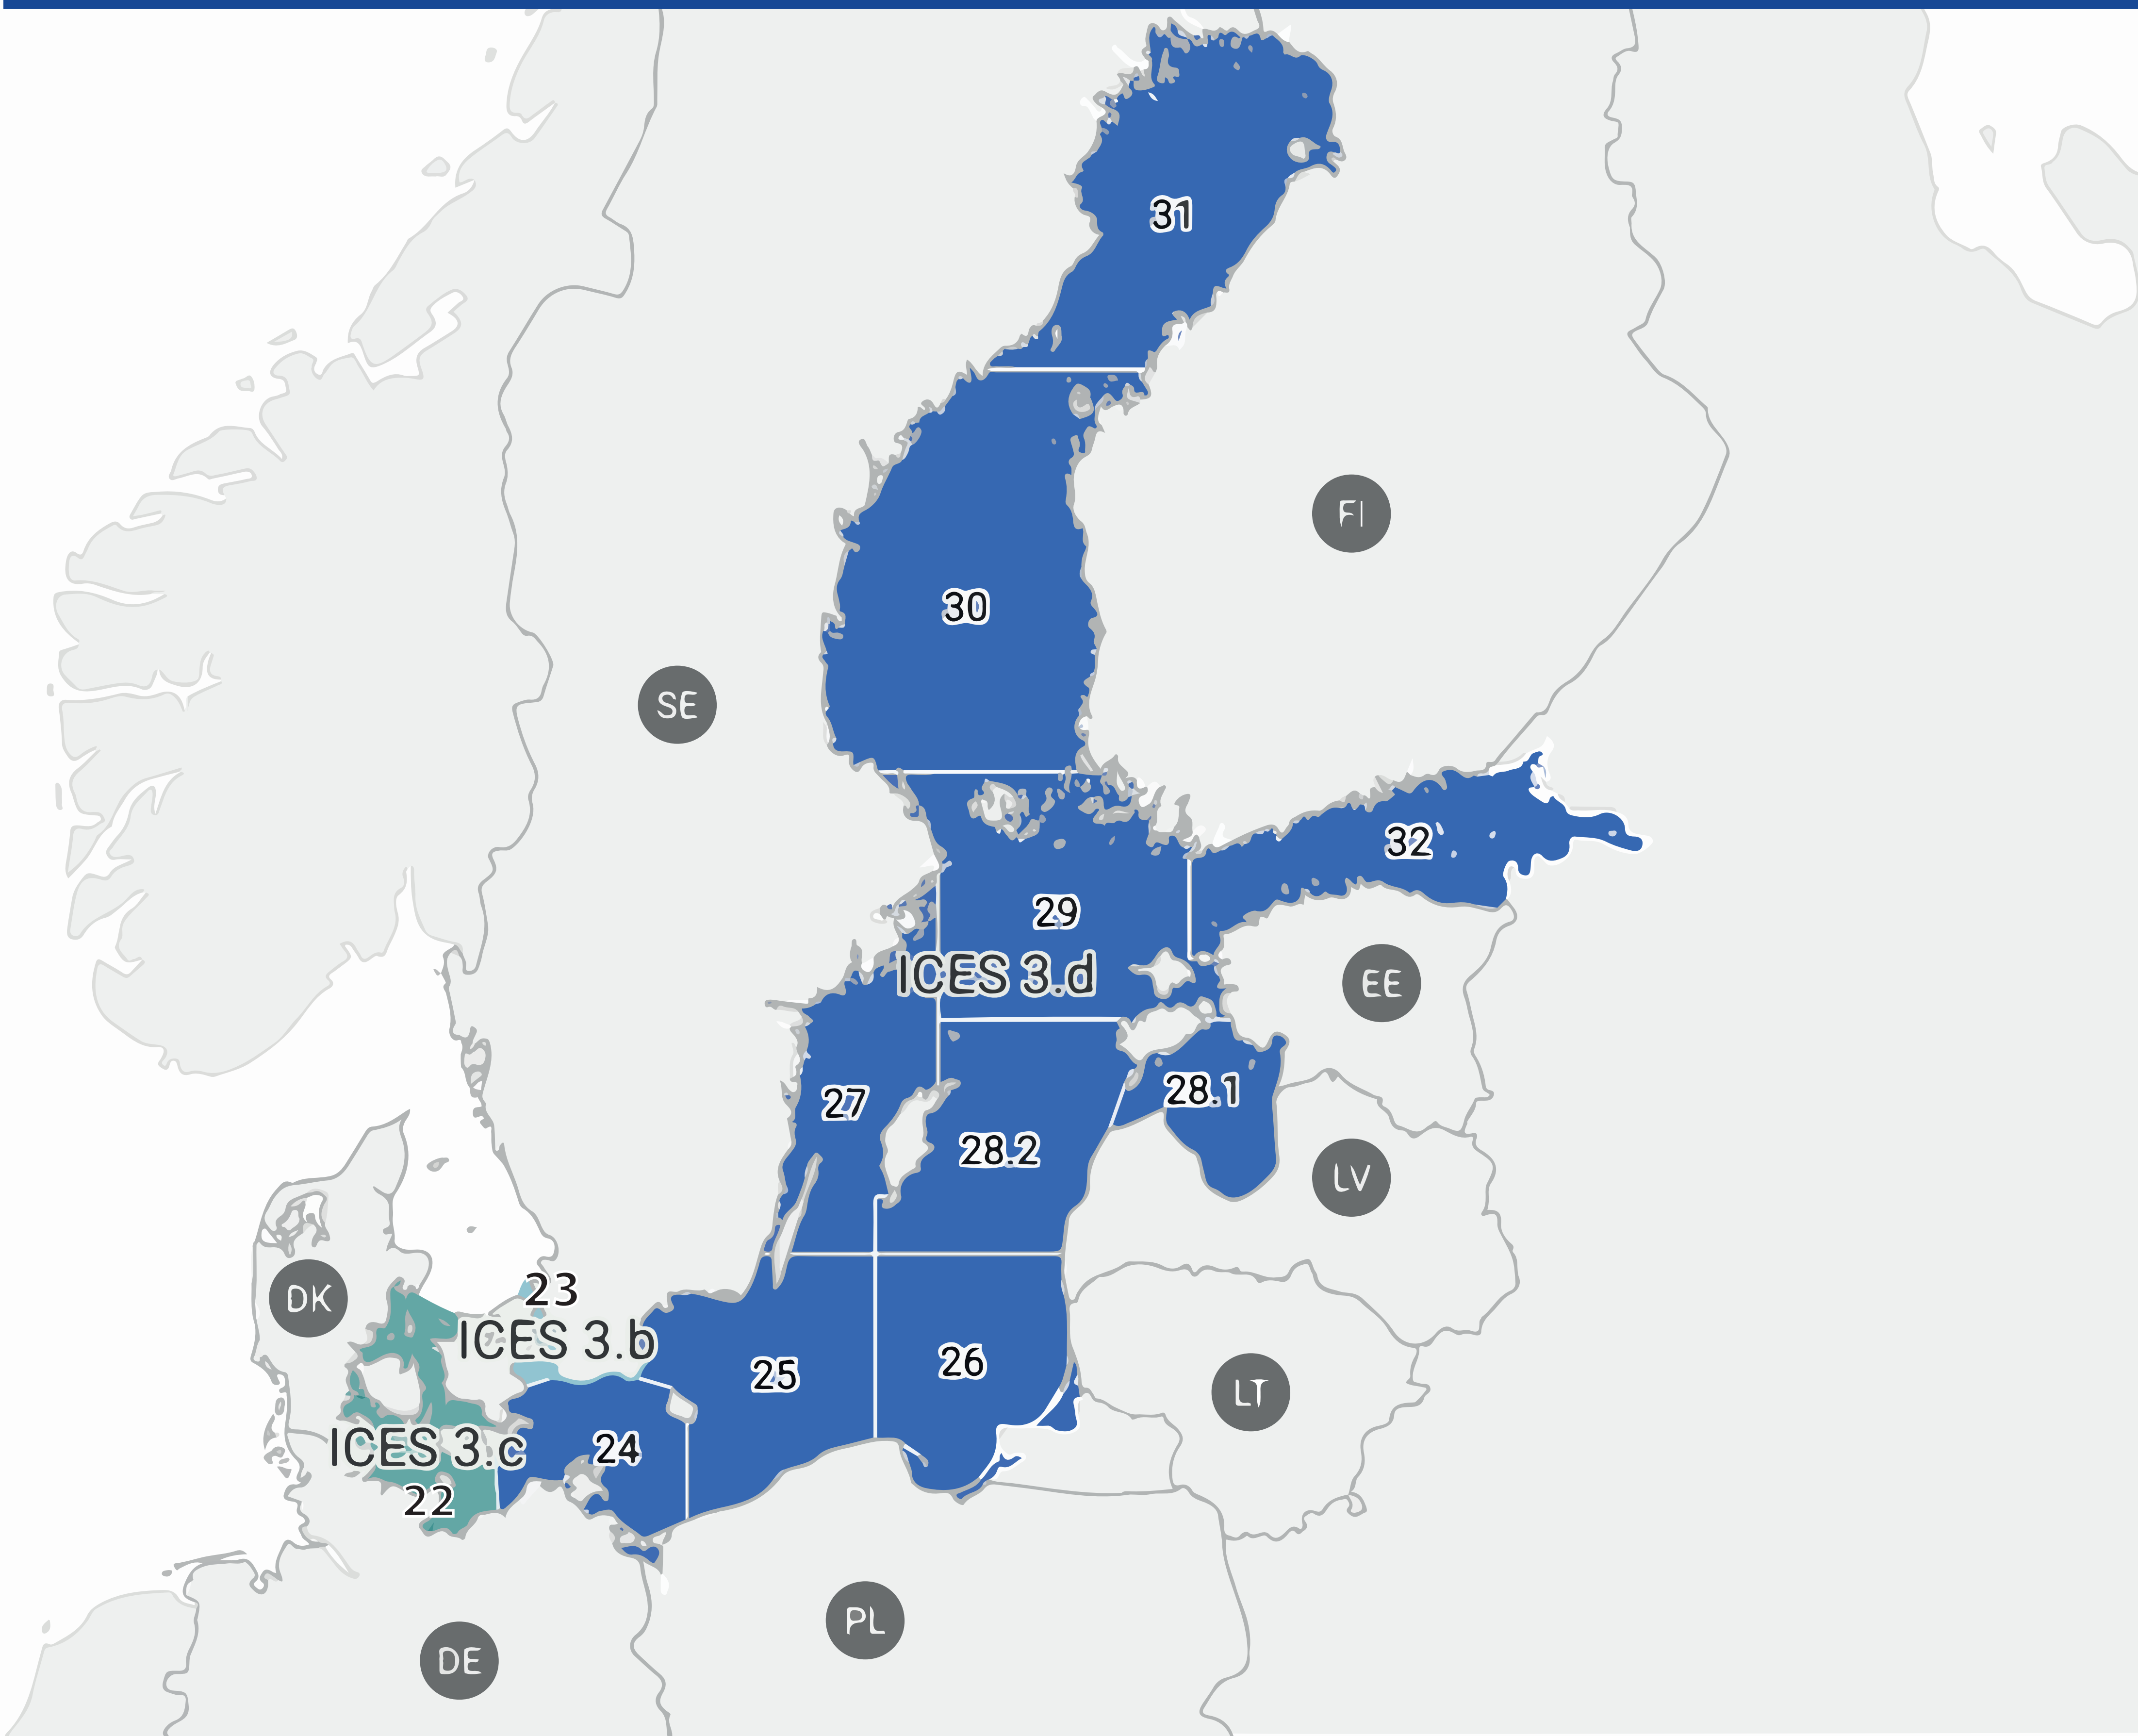 31
FI
30
SE
32
29
ICES 3.d
EE
27
28.1
28.2
LV
23
DK
ICES 3.b
25
26
LT
ICES 3.c
24
22
PL
DE